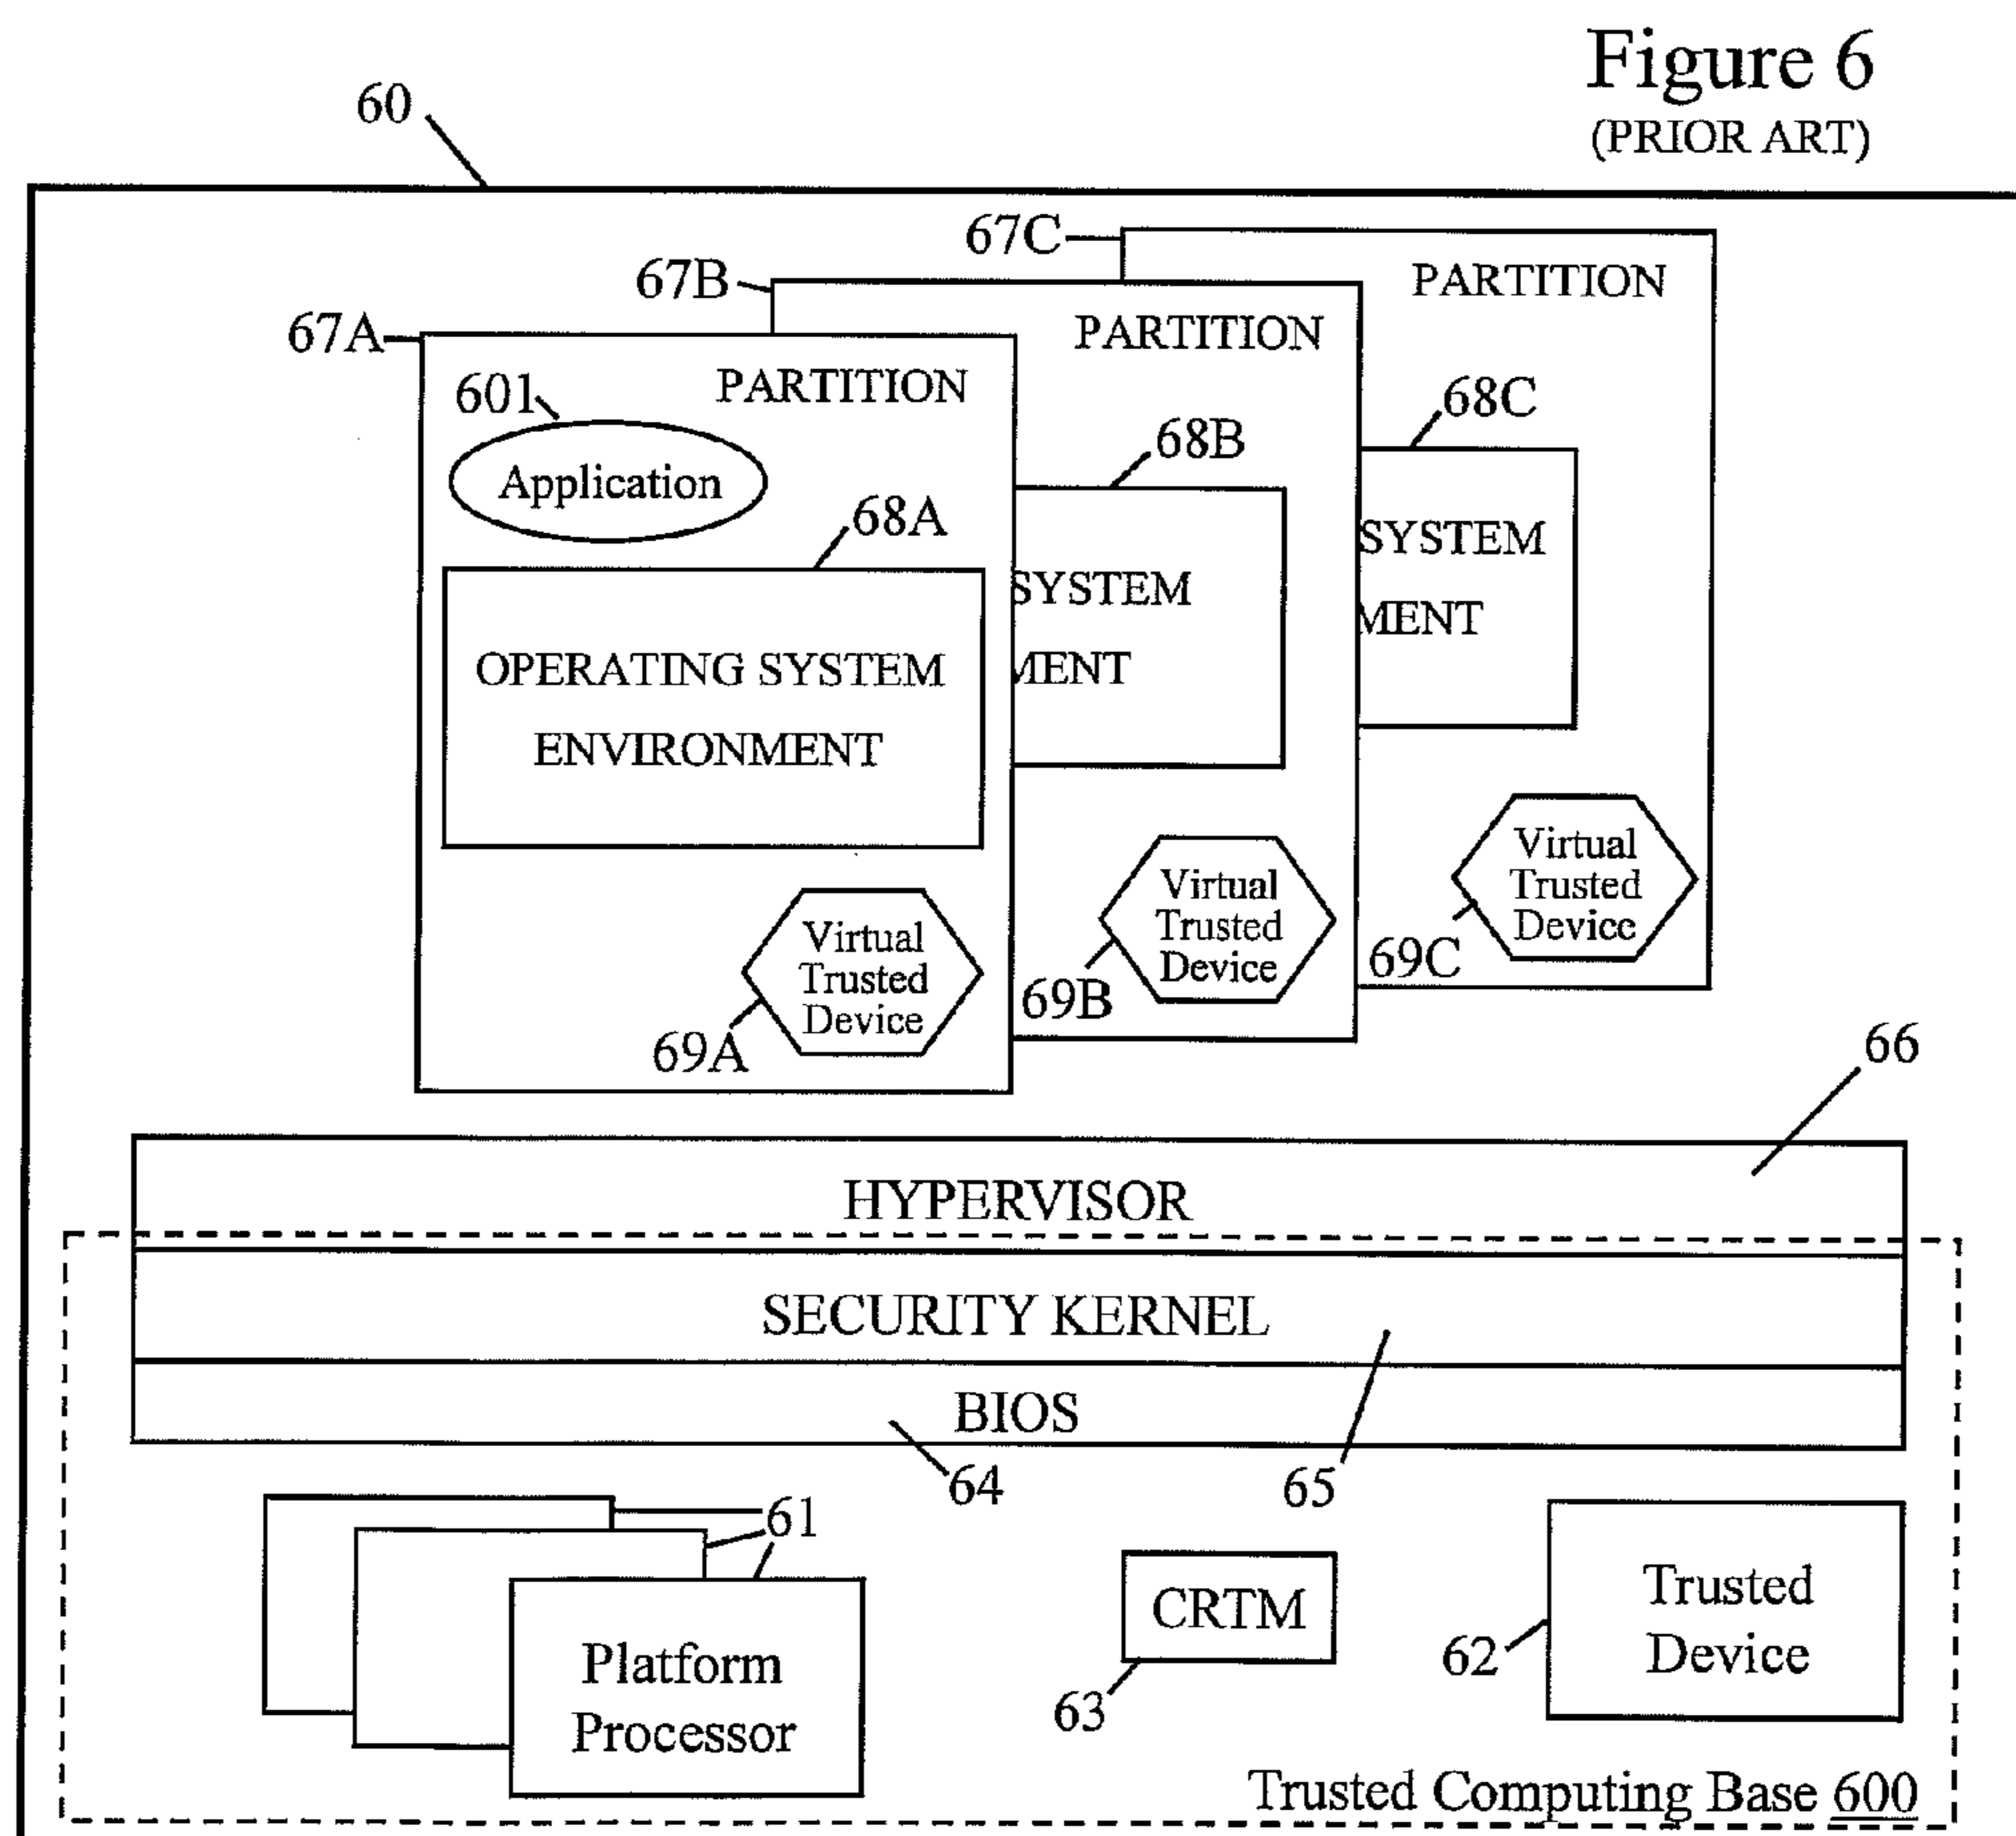 Figure 6
(PRIOR ART)
60
67C
PARTITION
67B
PARTITION
67A
PARTITION
601
Application
68C
68B
68A
SYSTEM
MENT
SYSTEM
MENT
OPERATING SYSTEM
ENVIRONMENT
Virtual
Trusted
Device
69C
Virtual
Trusted
Device
69B
Virtual
Trusted
Device
69A
66
HYPERVISOR
SECURITY KERNEL
BIOS
64
65
61
Platform
Processor
CRTM
63
62
Trusted
Device
Trusted Computing Base 600